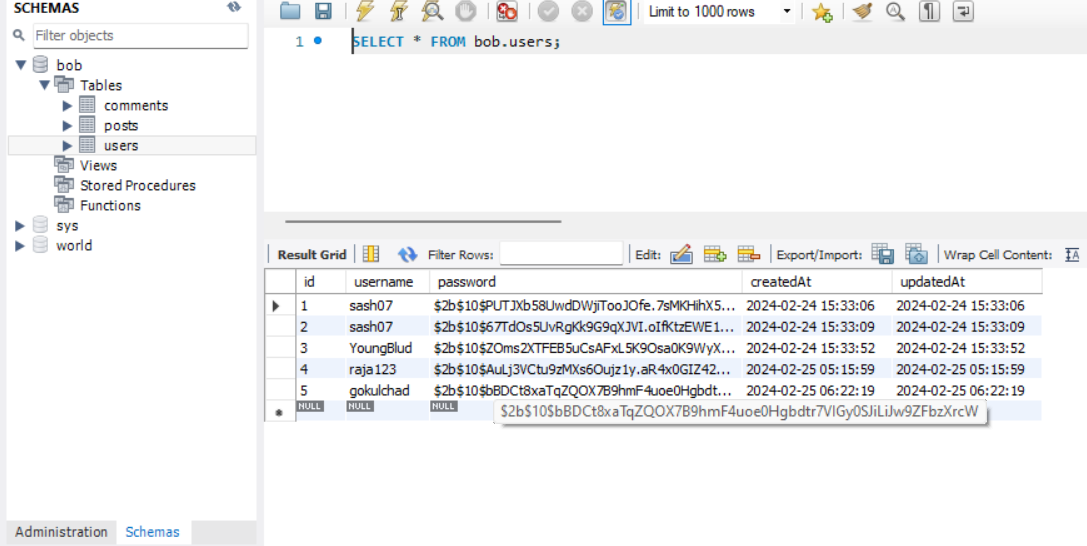 SCHEMAS
Filter objects
bob
Tables
comments
posts
users
Views
Stored Procedures
Functions
sys
world
Administration Schemas
Limit to 1000 rows
1 SELECT * FROM bob.users;
Result Grid Filter Rows: Edit: Export/Import: Wrap Cell Content:
id username password createdAt updatedAt
1 sash07 $2b$10$PUTJXb58UwdDWjiTooJOfe.7sMKHihX5... 2024-02-24 15:33:06 2024-02-24 15:33:06
2 sash07 $2b$10$67TdOs5UvRgKk9G9qXJVI.oIfKtzEWE1... 2024-02-24 15:33:09 2024-02-24 15:33:09
3 YoungBlud $2b$10$ZOms2XTFEB5uCsAFxL5K9Osa0K9WyX... 2024-02-24 15:33:52 2024-02-24 15:33:52
4 raja123 $2b$10$AuLj3VCtu9zMXs6Oujz1y.aR4x0GIZ42... 2024-02-25 05:15:59 2024-02-25 05:15:59
5 gokulchad $2b$10$bBDCt8xaTqZQOX7B9hmF4uoe0Hgbdt... 2024-02-25 06:22:19 2024-02-25 06:22:19
NULL NULL NULL
$2b$10$bBDCt8xaTqZQOX7B9hmF4uoe0Hgbdtr7VlGy0SJiLiJw9ZFbzXrcW